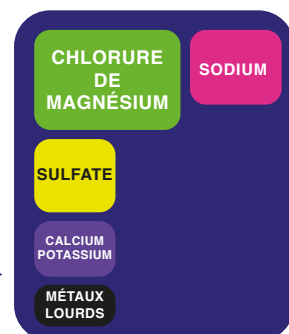 CHLORURE
DE
MAGNÉSIUM
SODIUM
SULFATE
CALCIUM
POTASSIUM
MÉTAUX
LOURDS